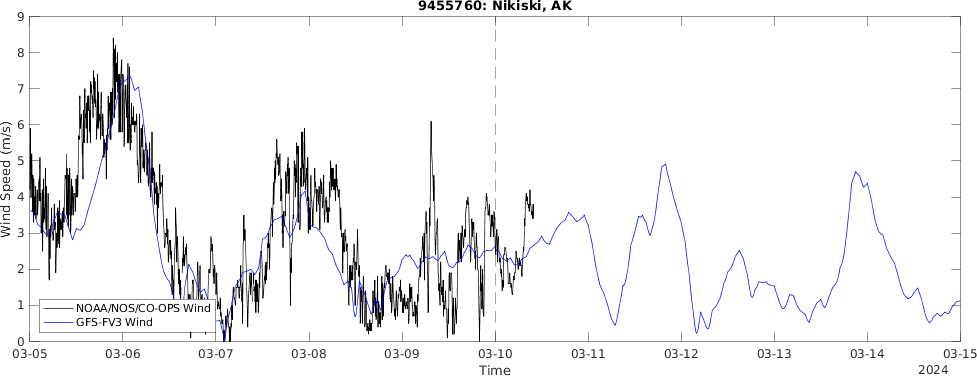 9455760: Nikiski, AK
Wind Speed (m/s)
9
8
7
6
5
4
3
2
1
0
NOAA/NOS/CO-OPS Wind
GFS-FV3 Wind
03-05 03-06 03-07 03-08 03-09 03-10 03-11 03-12 03-13 03-14 03-15
Time
2024